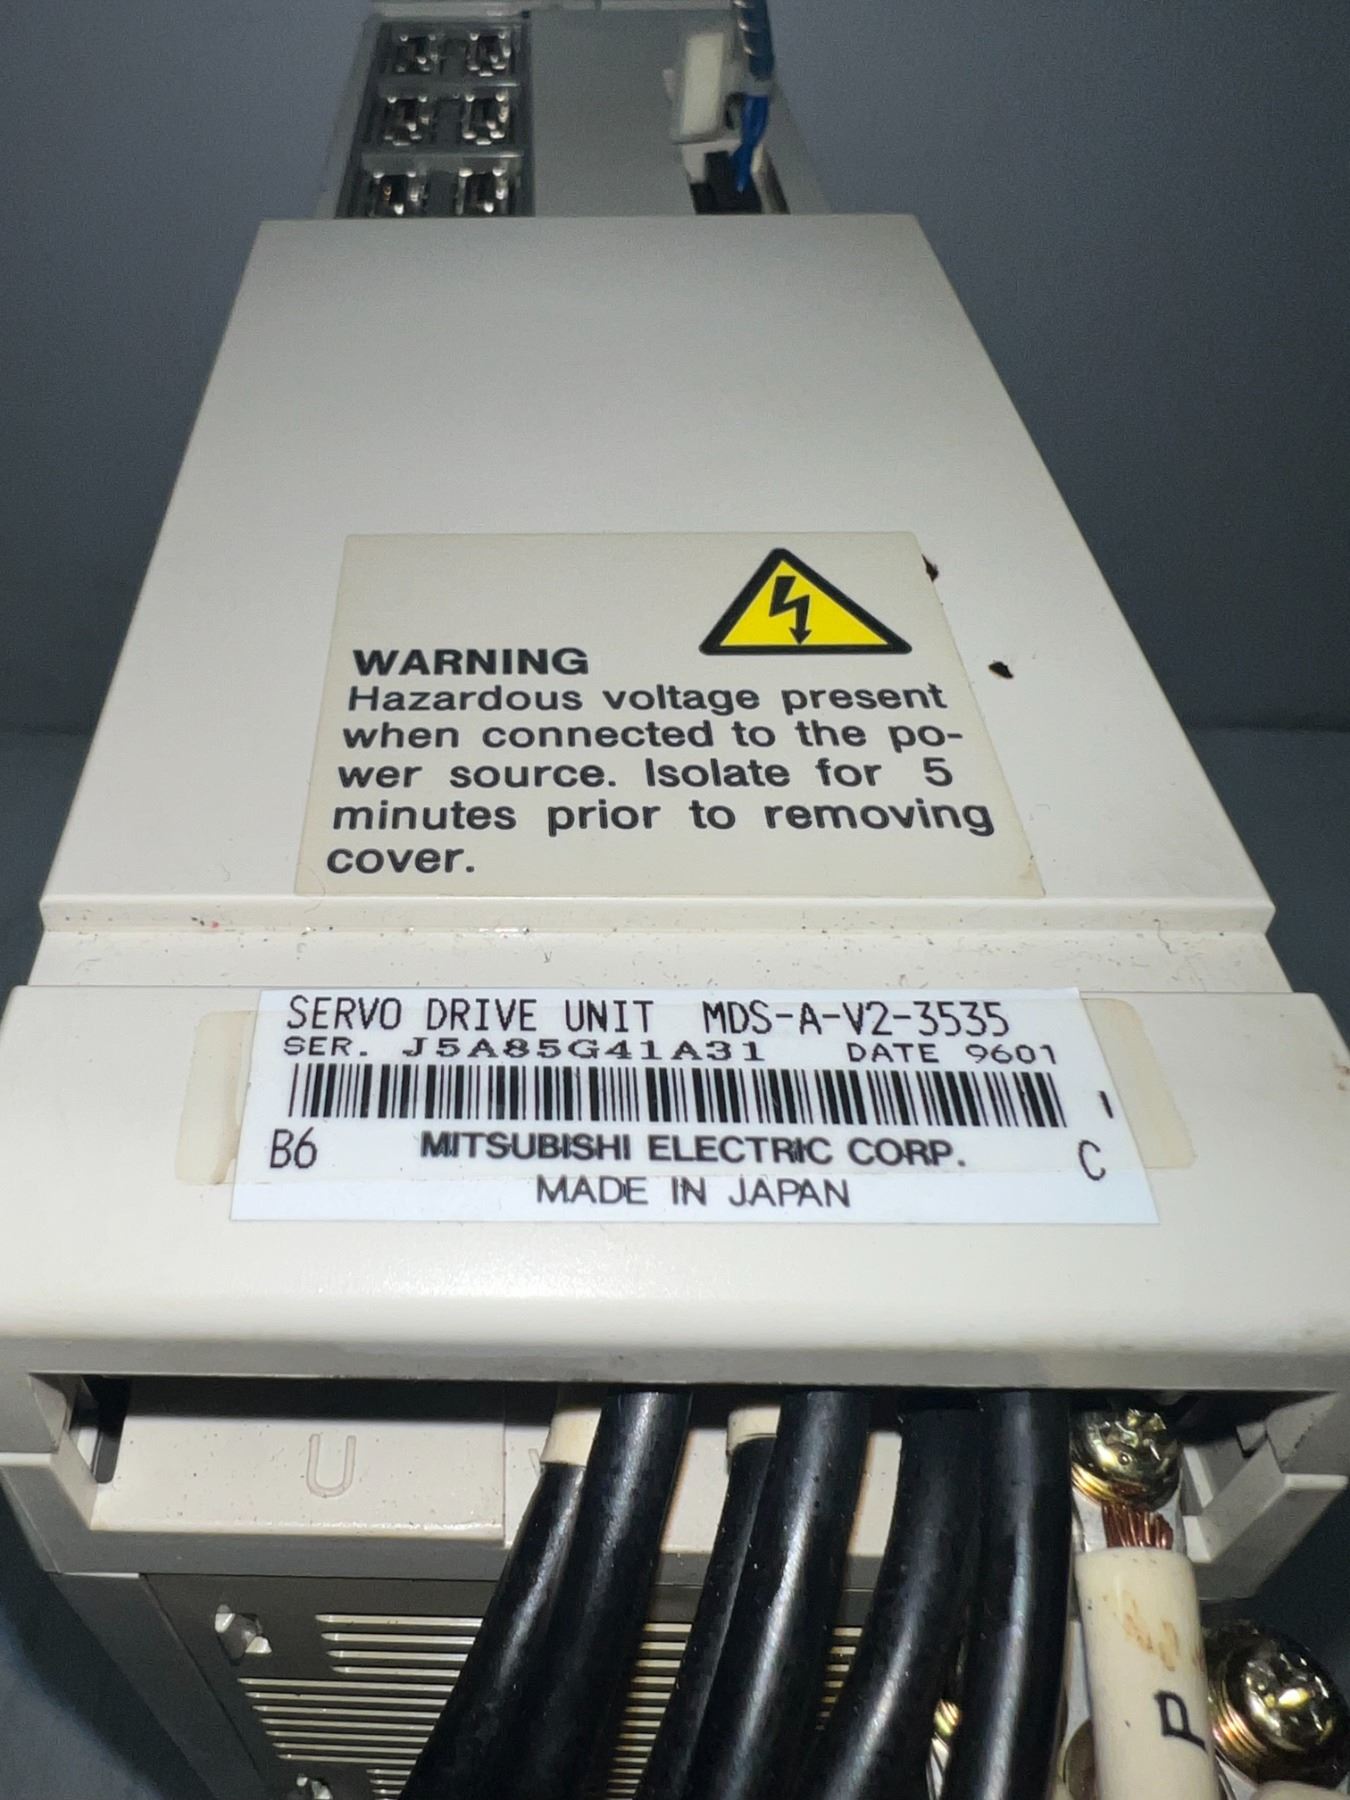 WARNING
Hazardous voltage present
when connected to the po-
wer source. Isolate for 5
minutes prior to removing
cover.
SERVO DRIVE UNIT MDS-A-V2-3535
SER. J5A85G41A31 DATE 9601
B6 MITSUBISHI ELECTRIC CORP. C
MADE IN JAPAN
U
P